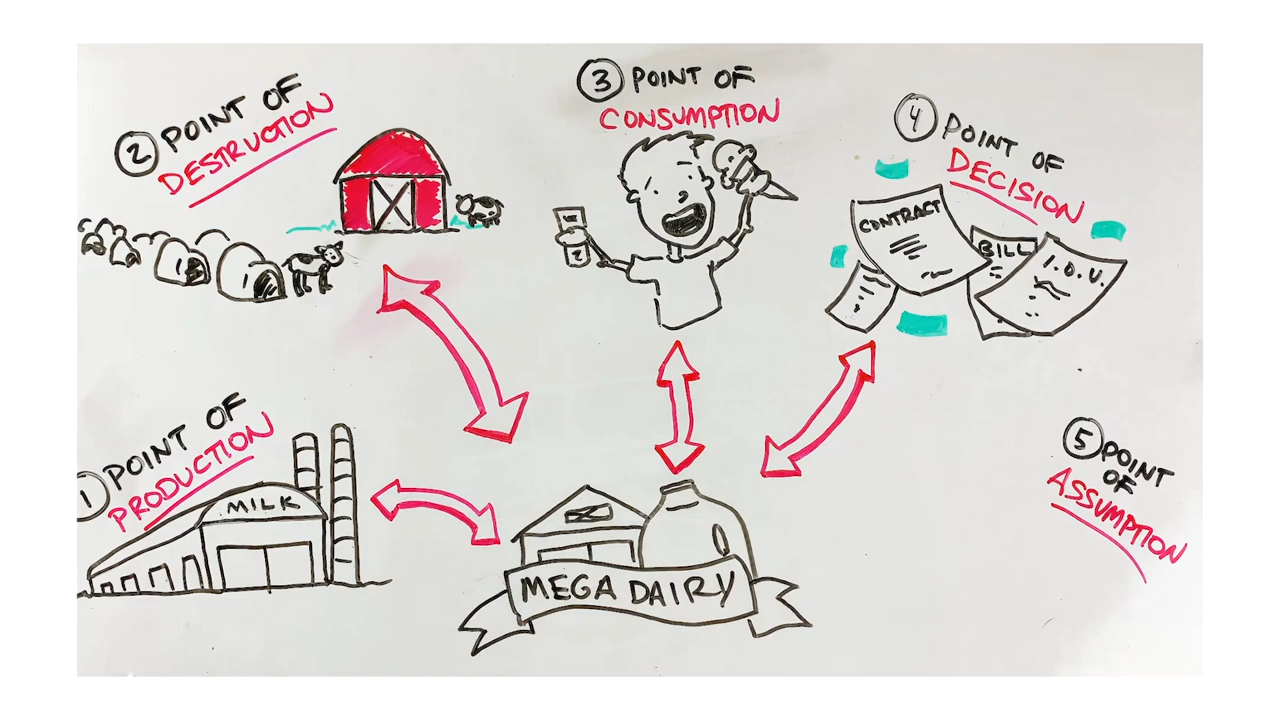 1 POINT OF
PRODUCTION
MILK
2 POINT OF
DESTRUCTION
3 POINT OF
CONSUMPTION
4 POINT OF
DECISION
CONTRACT
BILL
I.O.U.
5 POINT
OF
ASSUMPTION
MEGA DAIRY